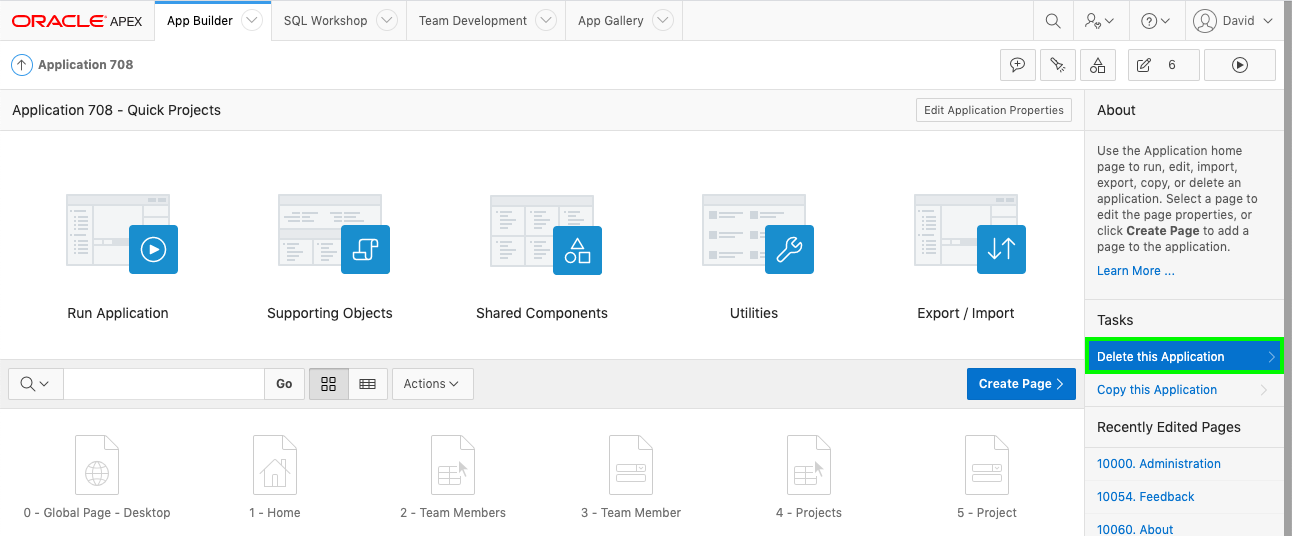 ORACLE APEX App Builder SQL Workshop Team Development App Gallery David
Application 708
6
Application 708 - Quick Projects
Edit Application Properties
Run Application
Supporting Objects
Shared Components
Utilities
Export / Import
Go
Actions
Create Page
0 - Global Page - Desktop
1 - Home
2 - Team Members
3 - Team Member
4 - Projects
5 - Project
About
Use the Application home
page to run, edit, import,
export, copy, or delete an
application. Select a page to
edit the page properties, or
click Create Page to add a
page to the application.
Learn More ...
Tasks
Delete this Application
Copy this Application
Recently Edited Pages
10000. Administration
10054. Feedback
10060. About